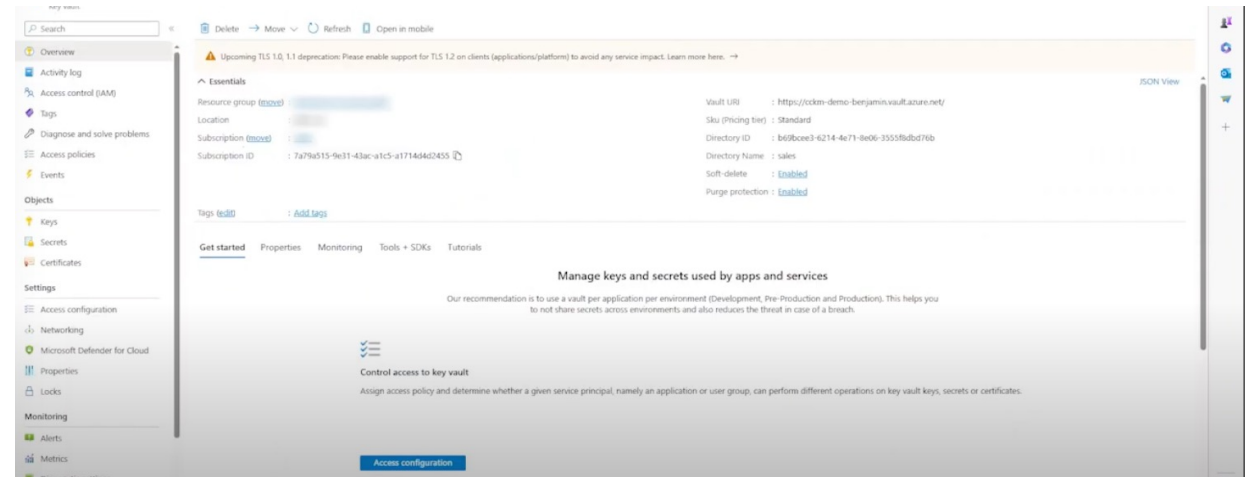 Key vault
Search
Delete Move Refresh Open in mobile
Overview
Activity log
Access control (IAM)
Tags
Diagnose and solve problems
Access policies
Events
Objects
Keys
Secrets
Certificates
Settings
Access configuration
Networking
Microsoft Defender for Cloud
Properties
Locks
Monitoring
Alerts
Metrics
Upcoming TLS 1.0, 1.1 deprecation: Please enable support for TLS 1.2 on clients (applications/platform) to avoid any service impact. Learn more here. →
Essentials
JSON View
Resource group (move) :
Location :
Subscription (move) :
Subscription ID : 7a79a515-9e31-43ac-a1c5-a1714d4d2455
Vault URI : https://cckm-demo-benjamin.vault.azure.net/
Sku (Pricing tier) : Standard
Directory ID : b69bcee3-6214-4e71-8e06-3555f8dbd76b
Directory Name : sales
Soft-delete : Enabled
Purge protection : Enabled
Tags (edit) : Add tags
Get started Properties Monitoring Tools + SDKs Tutorials
Manage keys and secrets used by apps and services
Our recommendation is to use a vault per application per environment (Development, Pre-Production and Production). This helps you
to not share secrets across environments and also reduces the threat in case of a breach.
Control access to key vault
Assign access policy and determine whether a given service principal, namely an application or user group, can perform different operations on key vault keys, secrets or certificates.
Access configuration